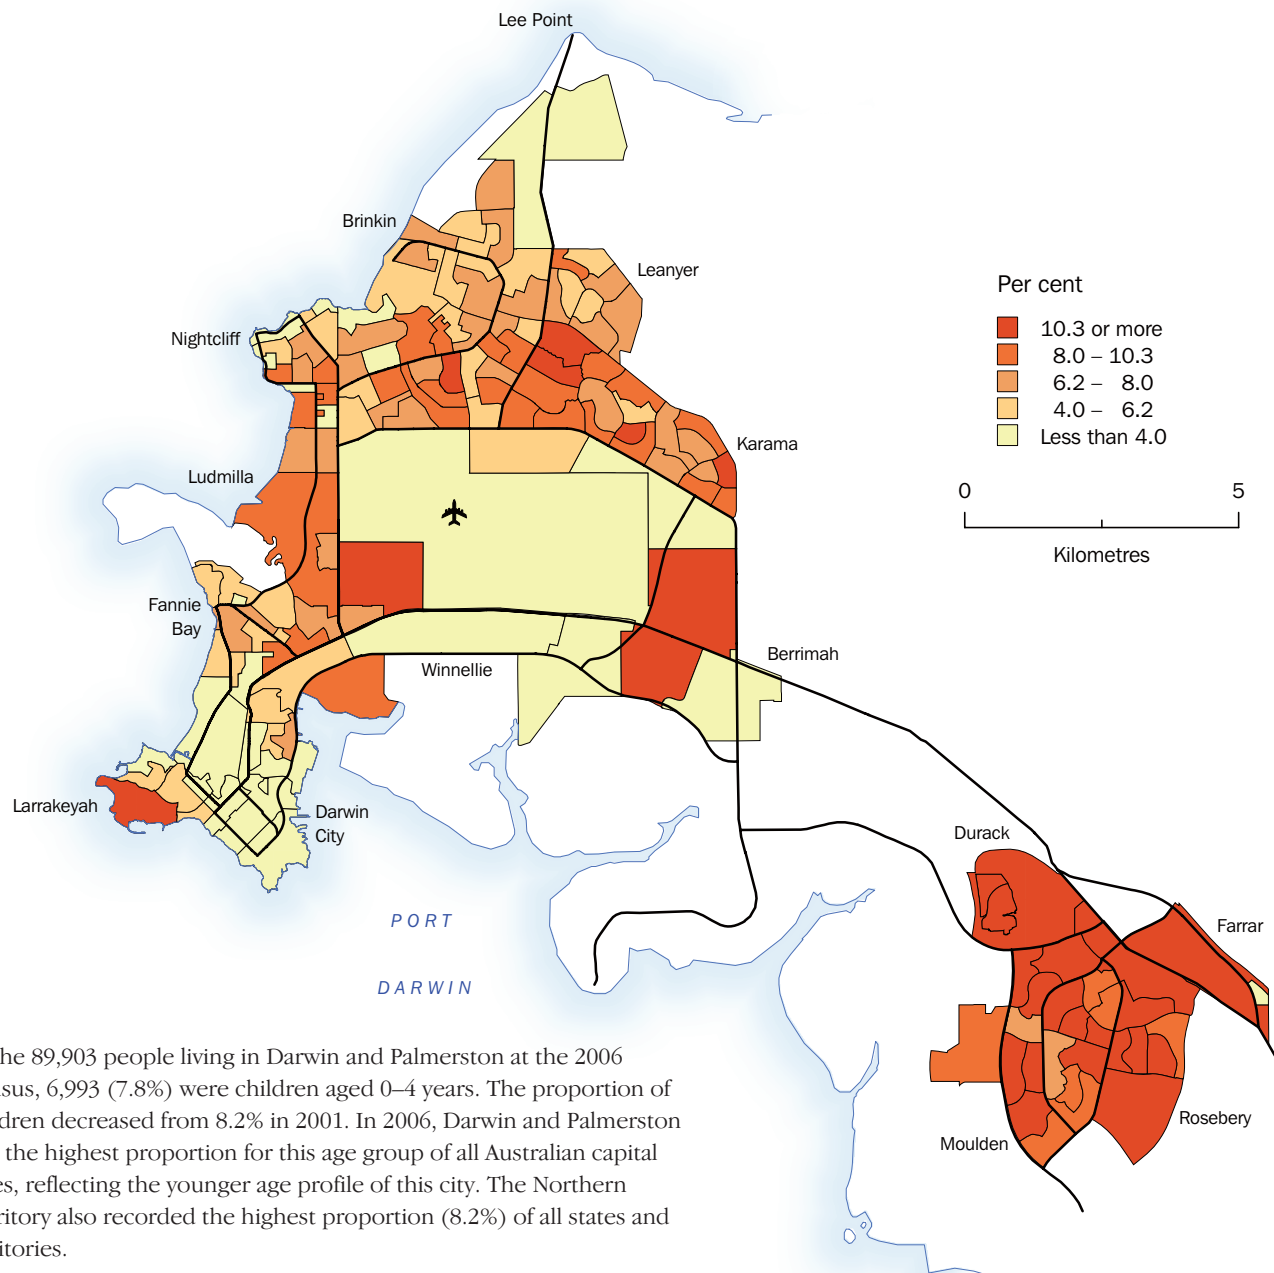 Lee Point
Brinkin
Leanyer
Nightcliff
Karama
Ludmilla
Fannie
Bay
Winnellie
Berrimah
Larrakeyah
Darwin
City
Durack
Farrar
Rosebery
Moulden
PORT
DARWIN
Per cent
10.3 or more
8.0 – 10.3
6.2 – 8.0
4.0 – 6.2
Less than 4.0
0 5
Kilometres
he 89,903 people living in Darwin and Palmerston at the 2006
sus, 6,993 (7.8%) were children aged 0–4 years. The proportion of
ldren decreased from 8.2% in 2001. In 2006, Darwin and Palmerston
the highest proportion for this age group of all Australian capital
es, reflecting the younger age profile of this city. The Northern
ritory also recorded the highest proportion (8.2%) of all states and
itories.